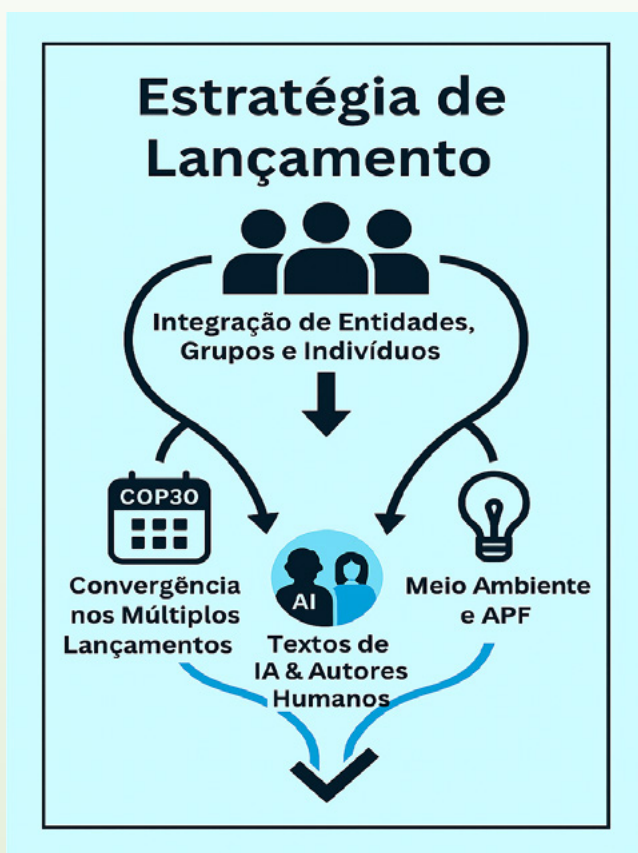 Estratégia de
Lançamento
Integração de Entidades,
Grupos e Indivíduos
COP30
Convergência
nos Múltiplos
Lançamentos
AI
Textos de
IA & Autores
Humanos
Meio Ambiente
e APF